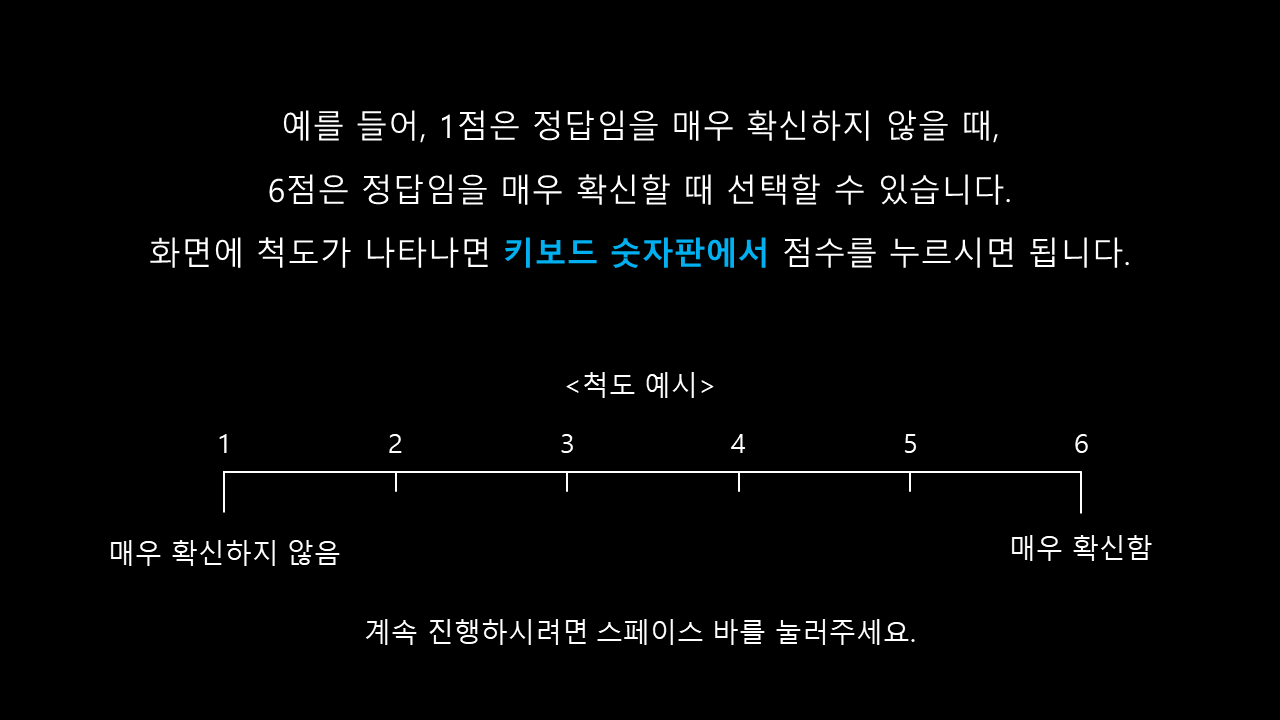 예를 들어, 1점은 정답임을 매우 확신하지 않을 때,
6점은 정답임을 매우 확신할 때 선택할 수 있습니다.
화면에 척도가 나타나면 키보드 숫자판에서 점수를 누르시면 됩니다.
<척도 예시>
1 2 3 4 5 6
매우 확신하지 않음 매우 확신함
계속 진행하시려면 스페이스 바를 눌러주세요.